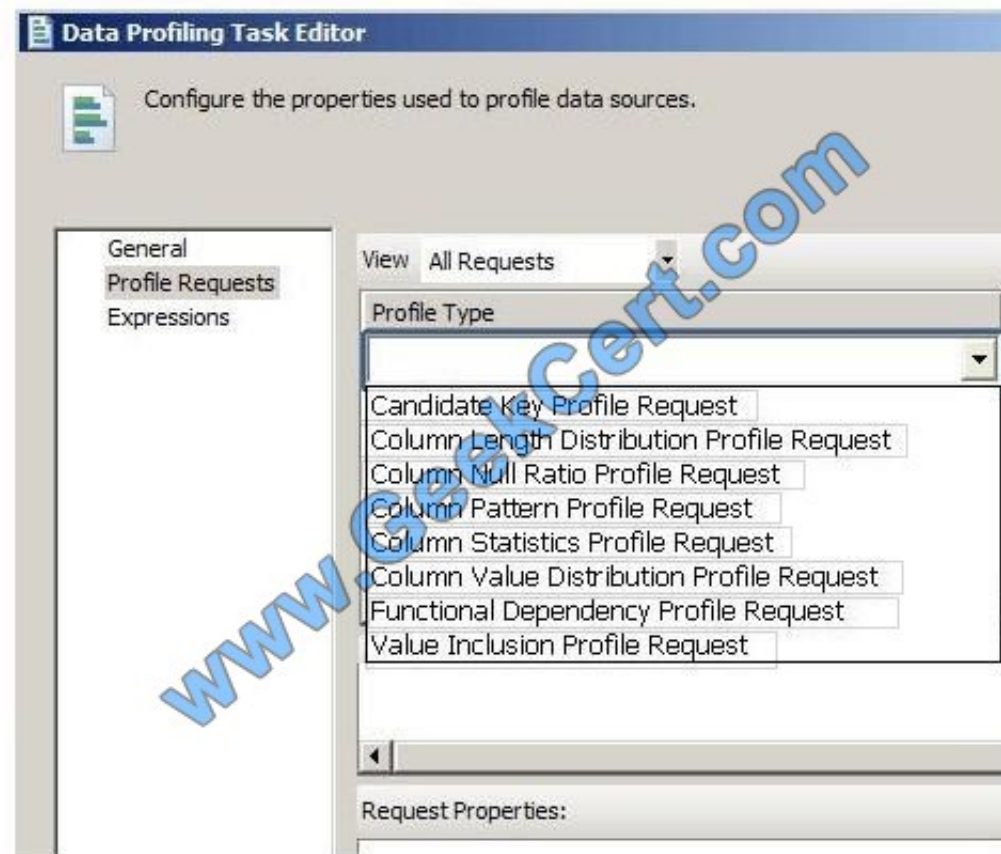 Data Profiling Task Editor
Configure the properties used to profile data sources.
General
Profile Requests
Expressions
View All Requests
Profile Type
Candidate Key Profile Request
Column Length Distribution Profile Request
Column Null Ratio Profile Request
Column Pattern Profile Request
Column Statistics Profile Request
Column Value Distribution Profile Request
Functional Dependency Profile Request
Value Inclusion Profile Request
Request Properties:
www.GeekCert.com